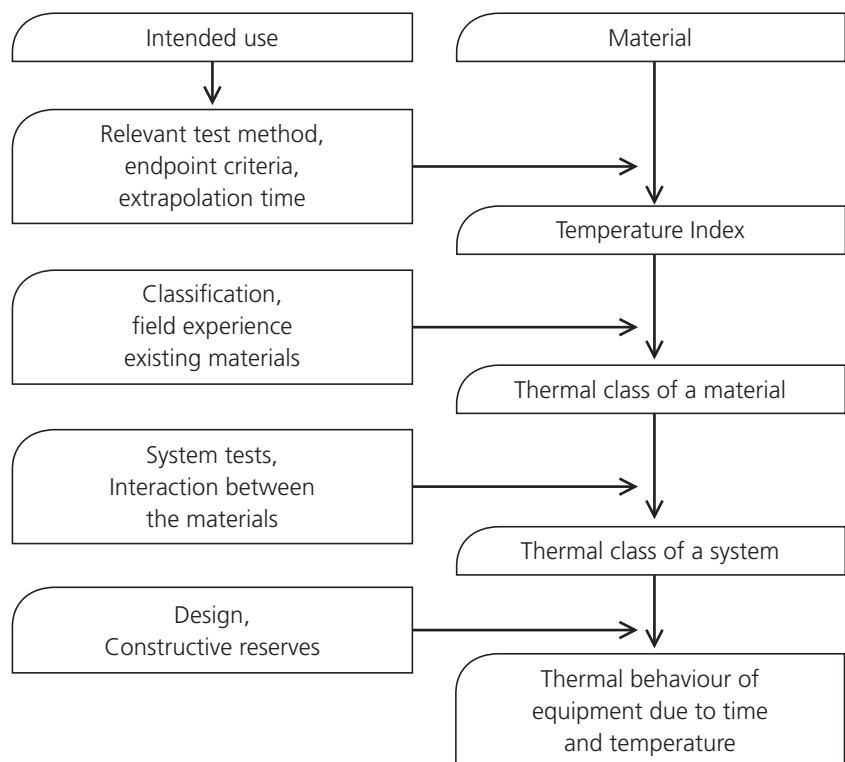 Intended use
Material
Relevant test method,
endpoint criteria,
extrapolation time
Temperature Index
Classification,
field experience
existing materials
Thermal class of a material
System tests,
Interaction between
the materials
Thermal class of a system
Design,
Constructive reserves
Thermal behaviour of
equipment due to time
and temperature